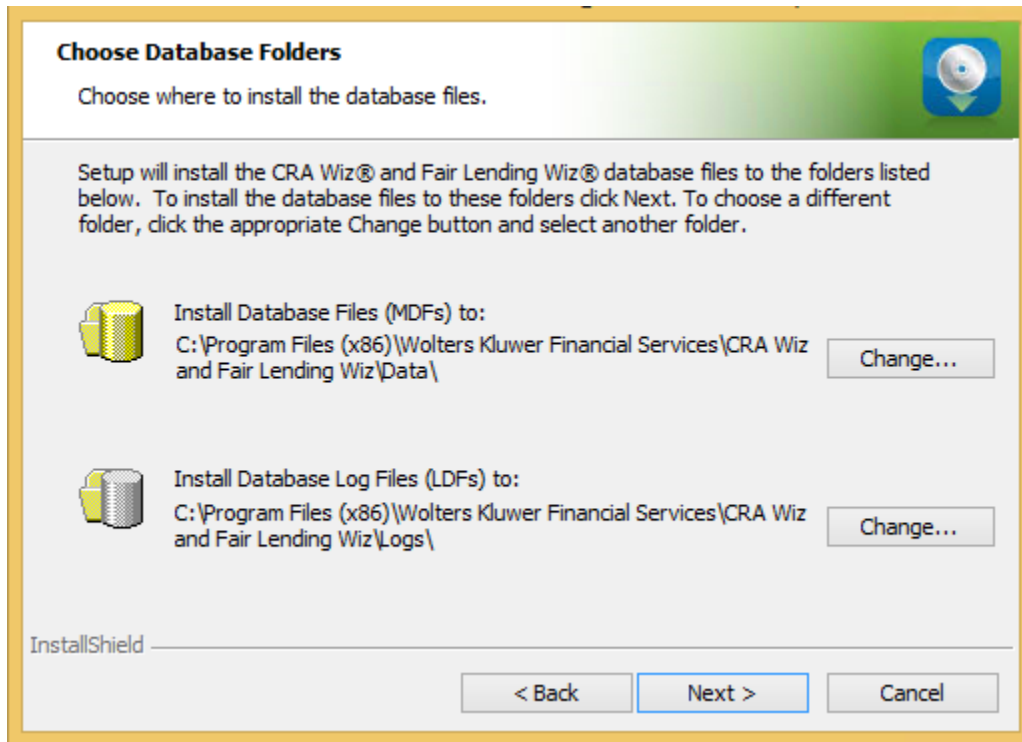 Choose Database Folders
Choose where to install the database files.
Setup will install the CRA Wiz® and Fair Lending Wiz® database files to the folders listed
below.  To install the database files to these folders click Next. To choose a different
folder, click the appropriate Change button and select another folder.
Install Database Files (MDFs) to:
C:\Program Files (x86)\Wolters Kluwer Financial Services\CRA Wiz
and Fair Lending Wiz\Data\
Change...
Install Database Log Files (LDFs) to:
C:\Program Files (x86)\Wolters Kluwer Financial Services\CRA Wiz
and Fair Lending Wiz\Logs\
Change...
InstallShield
< Back
Next >
Cancel